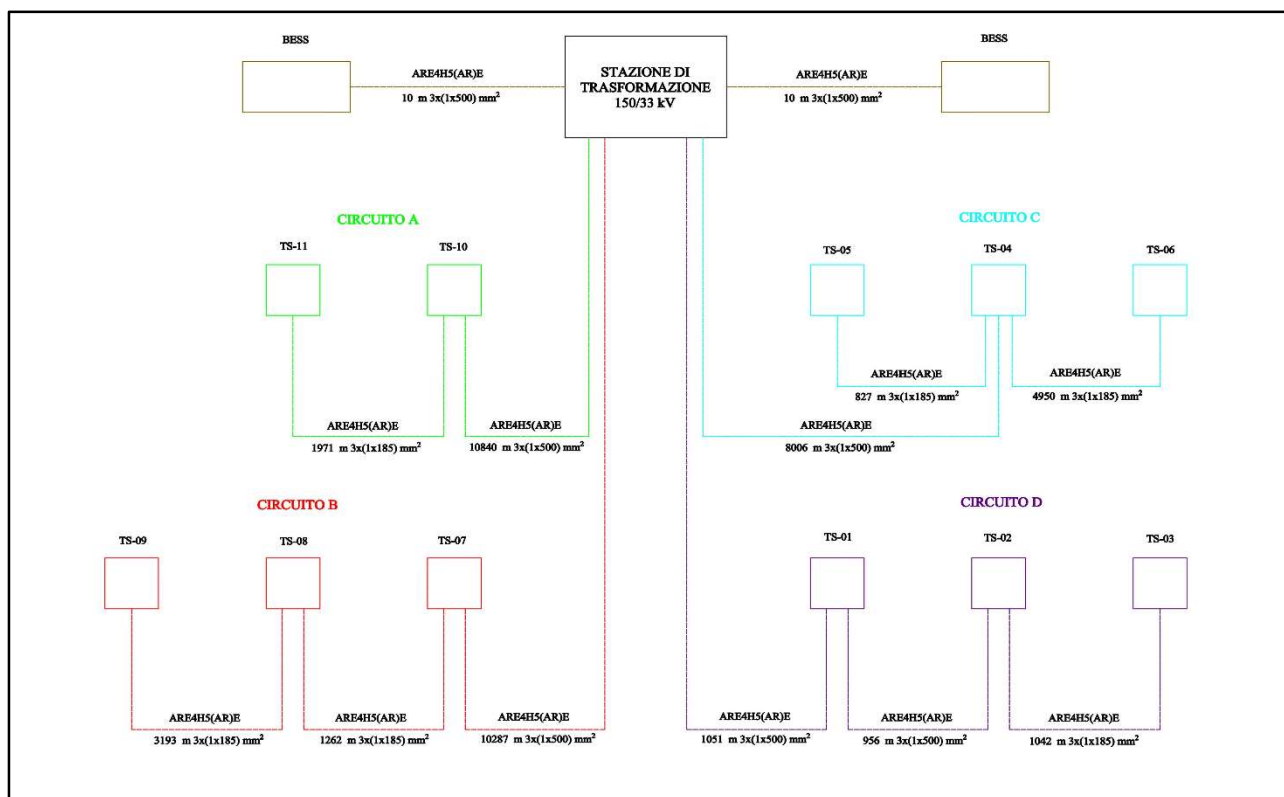 BESS
ARE4H5(AR)E
10 m 3x(1x500) mm²
STAZIONE DI
TRASFORMAZIONE
150/33 kV
ARE4H5(AR)E
10 m 3x(1x500) mm²
BESS
CIRCUITO A
TS-11
TS-10
ARE4H5(AR)E
1971 m 3x(1x185) mm²
ARE4H5(AR)E
10840 m 3x(1x500) mm²
CIRCUITO C
TS-05
TS-04
TS-06
ARE4H5(AR)E
827 m 3x(1x185) mm²
ARE4H5(AR)E
4950 m 3x(1x185) mm²
ARE4H5(AR)E
8006 m 3x(1x500) mm²
CIRCUITO B
TS-09
TS-08
TS-07
ARE4H5(AR)E
3193 m 3x(1x185) mm²
ARE4H5(AR)E
1262 m 3x(1x185) mm²
ARE4H5(AR)E
10287 m 3x(1x500) mm²
CIRCUITO D
TS-01
TS-02
TS-03
ARE4H5(AR)E
1051 m 3x(1x500) mm²
ARE4H5(AR)E
956 m 3x(1x500) mm²
ARE4H5(AR)E
1042 m 3x(1x185) mm²